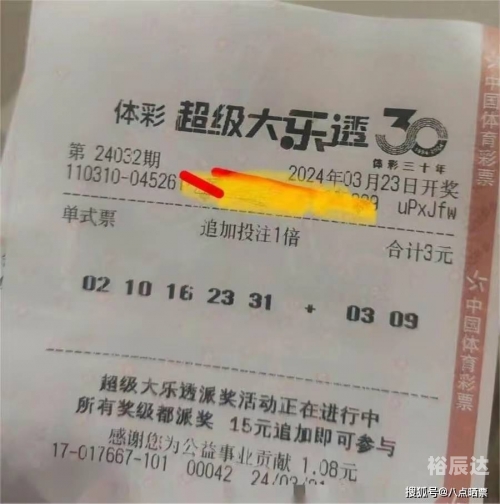 体彩 超级大乐透 30
体彩三十年
第 24032期 2024年03月23日开奖
110310-04526 uPxJfw
单式票 追加投注1倍 合计3元
02 10 16 23 31 + 03 09
超级大乐透派奖活动正在进行中
所有奖级都派奖 15元追加即可参与
感谢您为公益事业贡献 1.08元
17-017667-101 00042 24/03/
中国体育彩票
中国体育彩票
裕辰达
搜狐号@八点晒票